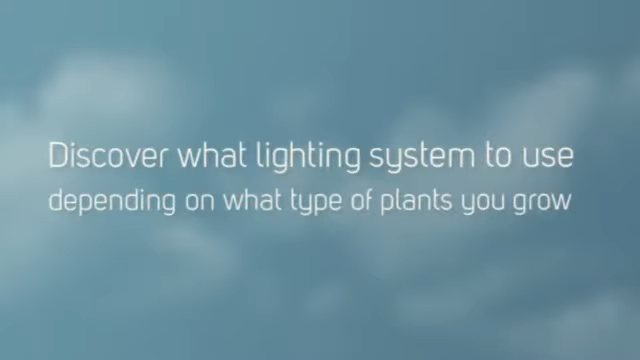 Discover what lighting system to use
depending on what type of plants you grow